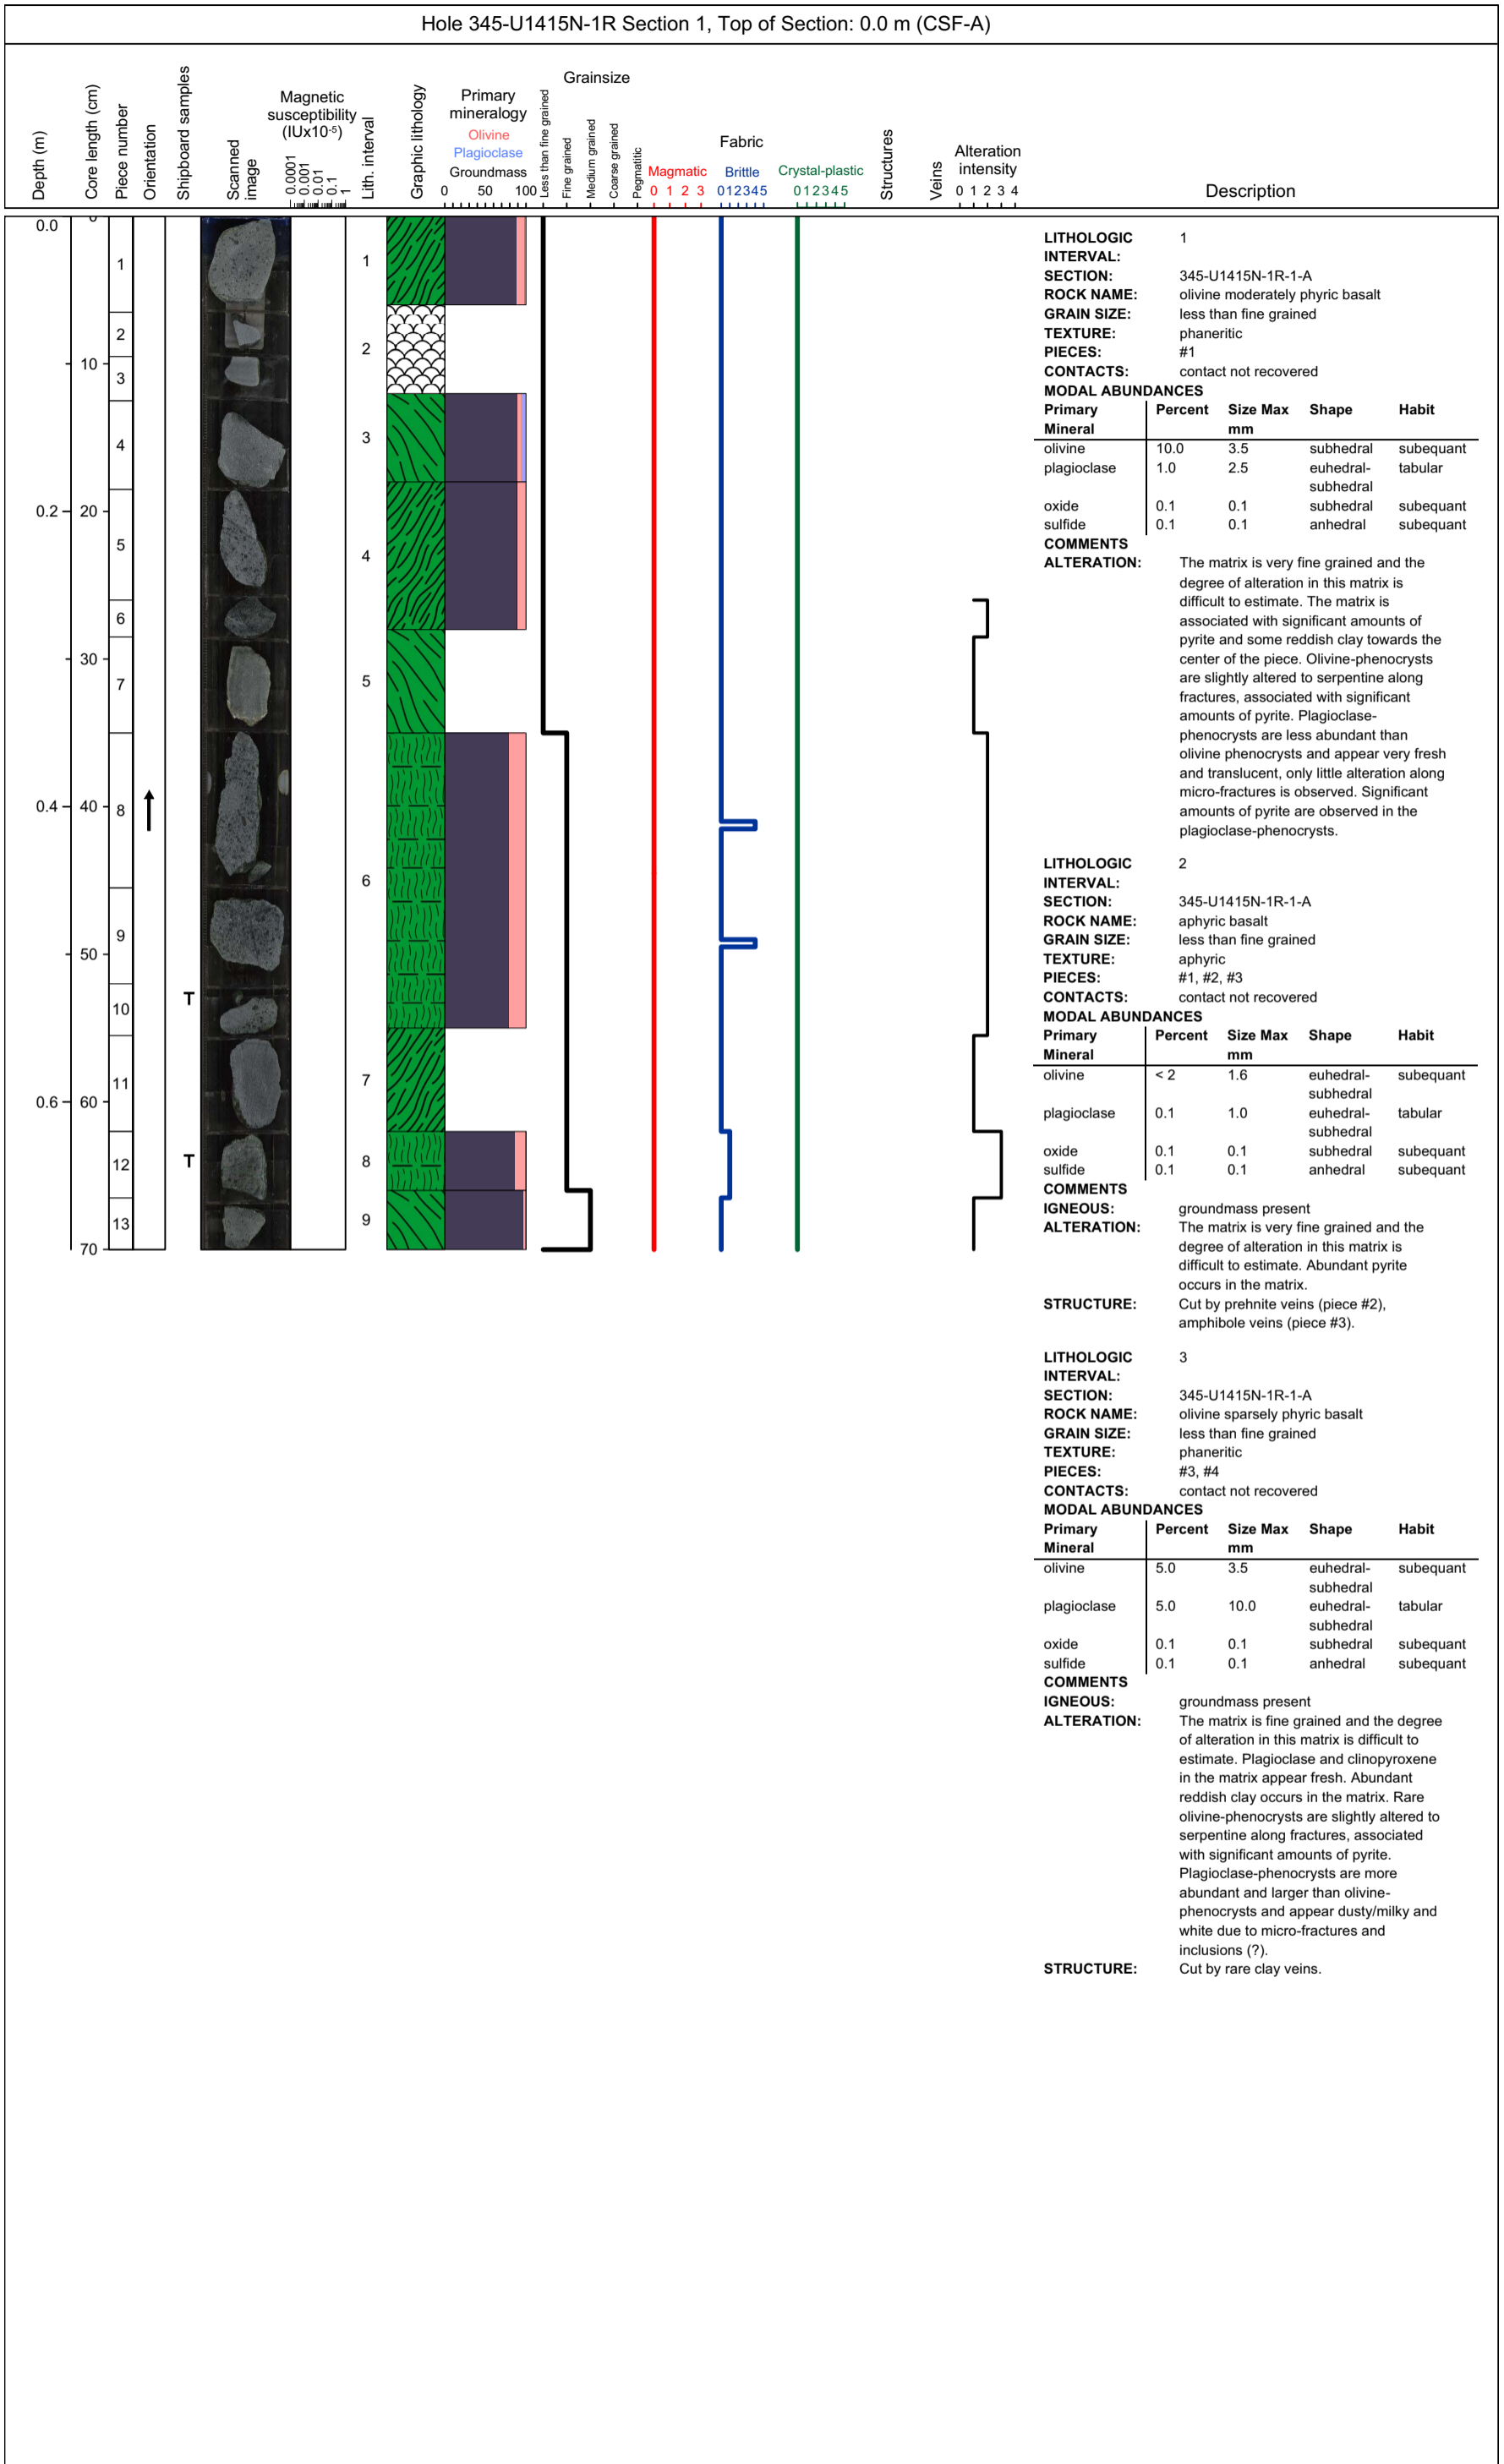 Hole 345-U1415N-1R Section 1, Top of Section: 0.0 m (CSF-A)
Depth (m)
Core length (cm)
Piece number
Orientation
Shipboard samples
Scanned
image
Magnetic
susceptibility
(IUx10-5)
0.0001
0.001
0.01
0.1
1
Lith. interval
Graphic lithology
Primary
mineralogy
Olivine
Plagioclase
Groundmass
0 50 100
Grainsize
Less than fine grained
Fine grained
Medium grained
Coarse grained
Pegmatitic
Fabric
Magmatic
0 1 2 3
Brittle
0 1 2 3 4 5
Crystal-plastic
0 1 2 3 4 5
Structures
Veins
Alteration
intensity
0 1 2 3 4
Description
0.0
0.2
0.4
0.6
0
10
20
30
40
50
60
70
1
2
3
4
5
6
7
8
9
10
11
12
13
T
T
1
2
3
4
5
6
7
8
9
LITHOLOGIC 1
INTERVAL:
SECTION: 345-U1415N-1R-1-A
ROCK NAME: olivine moderately phyric basalt
GRAIN SIZE: less than fine grained
TEXTURE: phaneritic
PIECES: #1
CONTACTS: contact not recovered
MODAL ABUNDANCES
Primary Percent Size Max Shape Habit
Mineral mm
olivine 10.0 3.5 subhedral subequant
plagioclase 1.0 2.5 euhedral- tabular
subhedral
oxide 0.1 0.1 subhedral subequant
sulfide 0.1 0.1 anhedral subequant
COMMENTS
ALTERATION: The matrix is very fine grained and the
degree of alteration in this matrix is
difficult to estimate. The matrix is
associated with significant amounts of
pyrite and some reddish clay towards the
center of the piece. Olivine-phenocrysts
are slightly altered to serpentine along
fractures, associated with significant
amounts of pyrite. Plagioclase-
phenocrysts are less abundant than
olivine phenocrysts and appear very fresh
and translucent, only little alteration along
micro-fractures is observed. Significant
amounts of pyrite are observed in the
plagioclase-phenocrysts.
LITHOLOGIC 2
INTERVAL:
SECTION: 345-U1415N-1R-1-A
ROCK NAME: aphyric basalt
GRAIN SIZE: less than fine grained
TEXTURE: aphyric
PIECES: #1, #2, #3
CONTACTS: contact not recovered
MODAL ABUNDANCES
Primary Percent Size Max Shape Habit
Mineral mm
olivine < 2 1.6 euhedral- subequant
subhedral
plagioclase 0.1 1.0 euhedral- tabular
subhedral
oxide 0.1 0.1 subhedral subequant
sulfide 0.1 0.1 anhedral subequant
COMMENTS
IGNEOUS: groundmass present
ALTERATION: The matrix is very fine grained and the
degree of alteration in this matrix is
difficult to estimate. Abundant pyrite
occurs in the matrix.
STRUCTURE: Cut by prehnite veins (piece #2),
amphibole veins (piece #3).
LITHOLOGIC 3
INTERVAL:
SECTION: 345-U1415N-1R-1-A
ROCK NAME: olivine sparsely phyric basalt
GRAIN SIZE: less than fine grained
TEXTURE: phaneritic
PIECES: #3, #4
CONTACTS: contact not recovered
MODAL ABUNDANCES
Primary Percent Size Max Shape Habit
Mineral mm
olivine 5.0 3.5 euhedral- subequant
subhedral
plagioclase 5.0 10.0 euhedral- tabular
subhedral
oxide 0.1 0.1 subhedral subequant
sulfide 0.1 0.1 anhedral subequant
COMMENTS
IGNEOUS: groundmass present
ALTERATION: The matrix is fine grained and the degree
of alteration in this matrix is difficult to
estimate. Plagioclase and clinopyroxene
in the matrix appear fresh. Abundant
reddish clay occurs in the matrix. Rare
olivine-phenocrysts are slightly altered to
serpentine along fractures, associated
with significant amounts of pyrite.
Plagioclase-phenocrysts are more
abundant and larger than olivine-
phenocrysts and appear dusty/milky and
white due to micro-fractures and
inclusions (?).
STRUCTURE: Cut by rare clay veins.